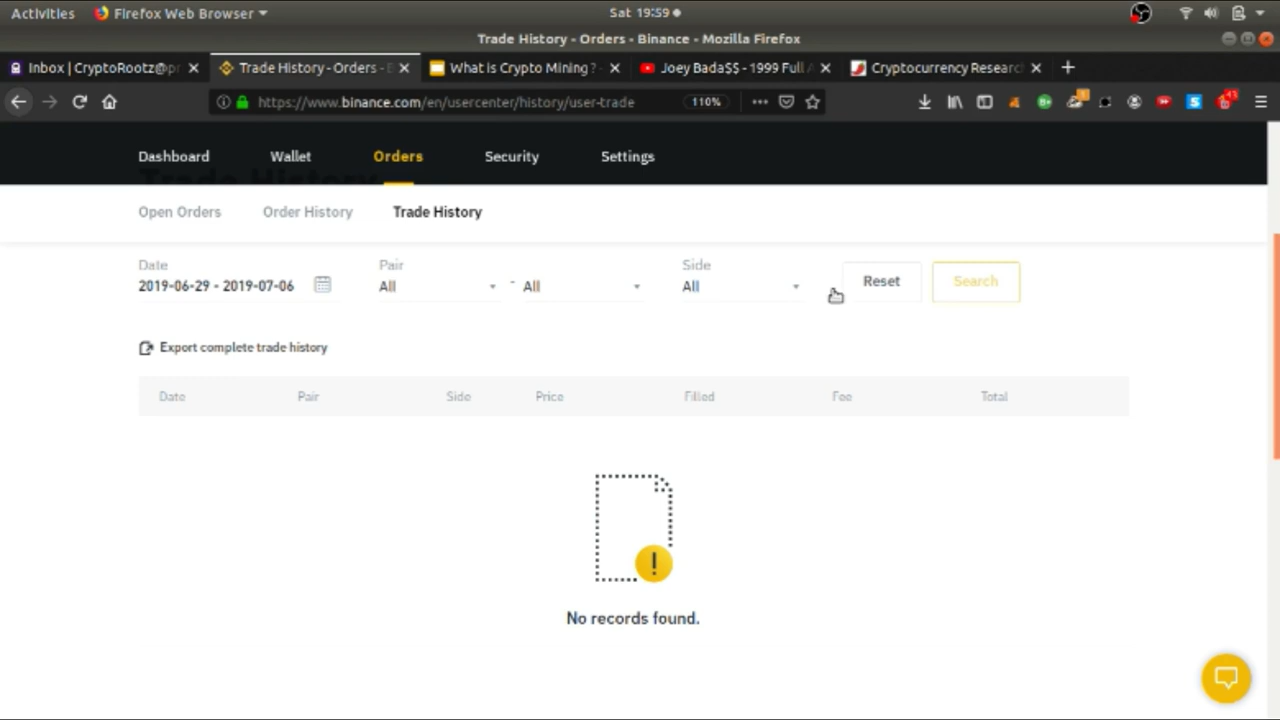 Activities Firefox Web Browser Sat 19:59
Trade History - Orders - Binance - Mozilla Firefox
Inbox | CryptoRootz@pr Trade History - Orders - What is Crypto Mining? - Joey Bada$$ - 1999 Full Cryptocurrency Researc
https://www.binance.com/en/usercenter/history/user-trade 110%
Dashboard Wallet Orders Security Settings
Trade History
Open Orders Order History Trade History
Date Pair Side
2019-06-29 - 2019-07-06 All - All All Reset Search
Export complete trade history
Date Pair Side Price Filled Fee Total
No records found.